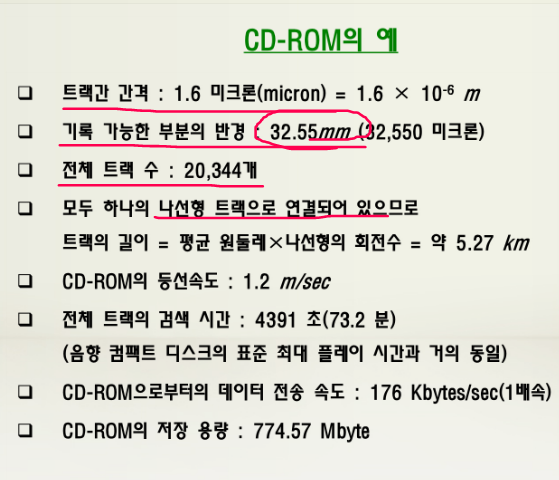 CD-ROM의 예
❑ 트랙간 간격 : 1.6 미크론(micron) = 1.6 × 10⁻⁶ m
❑ 기록 가능한 부분의 반경 : 32.55mm (32,550 미크론)
❑ 전체 트랙 수 : 20,344개
❑ 모두 하나의 나선형 트랙으로 연결되어 있으므로
트랙의 길이 = 평균 원둘레×나선형의 회전수 = 약 5.27 km
❑ CD-ROM의 등선속도 : 1.2 m/sec
❑ 전체 트랙의 검색 시간 : 4391 초(73.2 분)
(음향 컴팩트 디스크의 표준 최대 플레이 시간과 거의 동일)
❑ CD-ROM으로부터의 데이터 전송 속도 : 176 Kbytes/sec(1배속)
❑ CD-ROM의 저장 용량 : 774.57 Mbyte